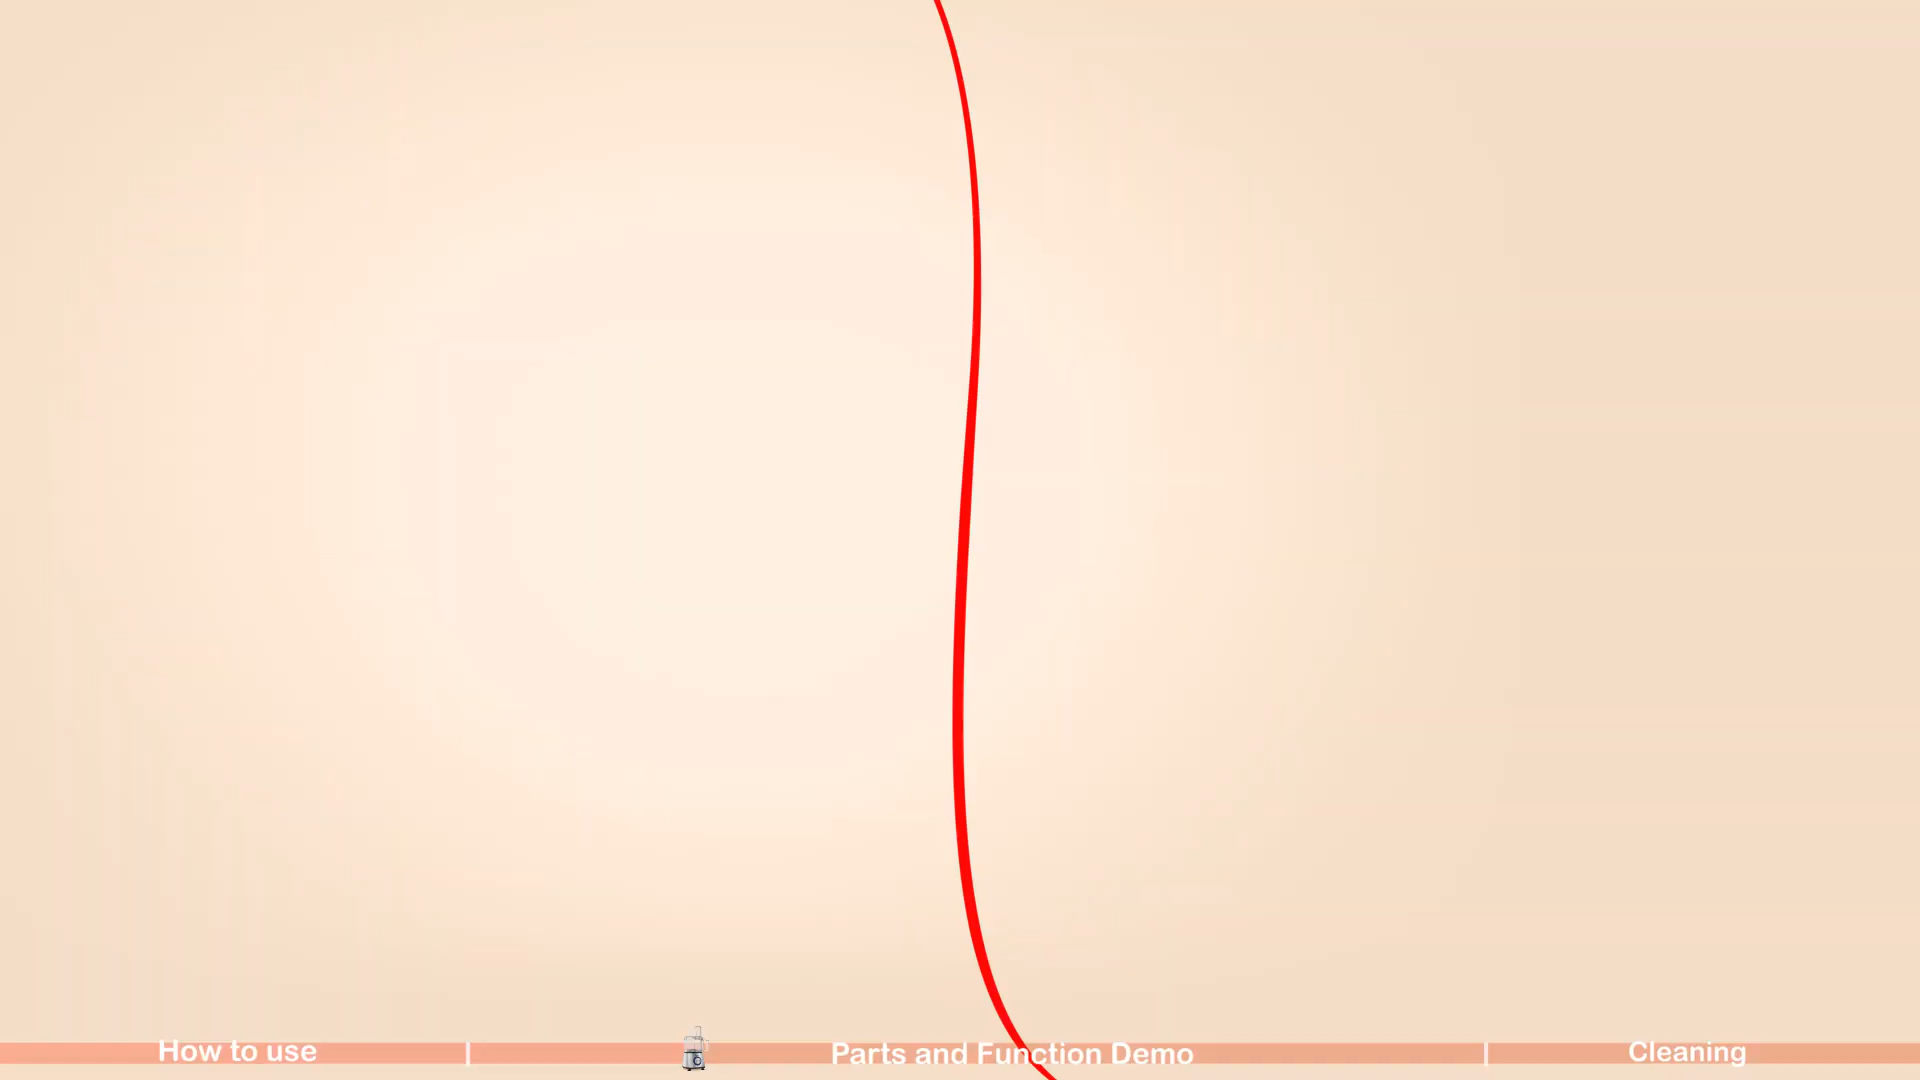 How to use | Parts and Function Demo | Cleaning